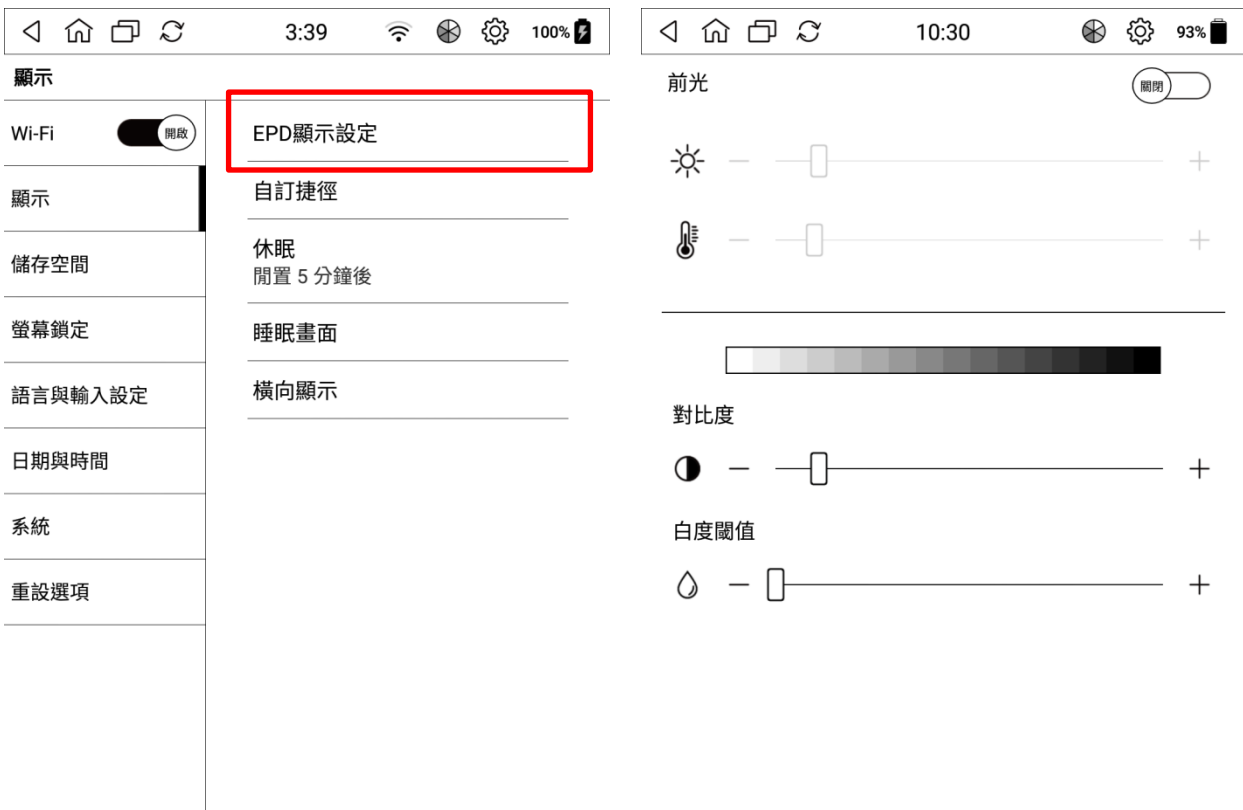 3:39
100%
顯示
Wi-Fi
開啟
顯示
儲存空間
螢幕鎖定
語言與輸入設定
日期與時間
系統
重設選項
EPD顯示設定
自訂捷徑
休眠
閒置 5 分鐘後
睡眠畫面
橫向顯示
10:30
93%
前光
關閉
對比度
白度閾值